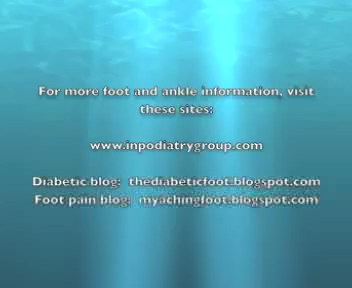 For more foot and ankle information, visit
these sites:
www.inpodiatrygroup.com
Diabetic blog: thediabeticfoot.blogspot.com
Foot pain blog: myachingfoot.blogspot.com